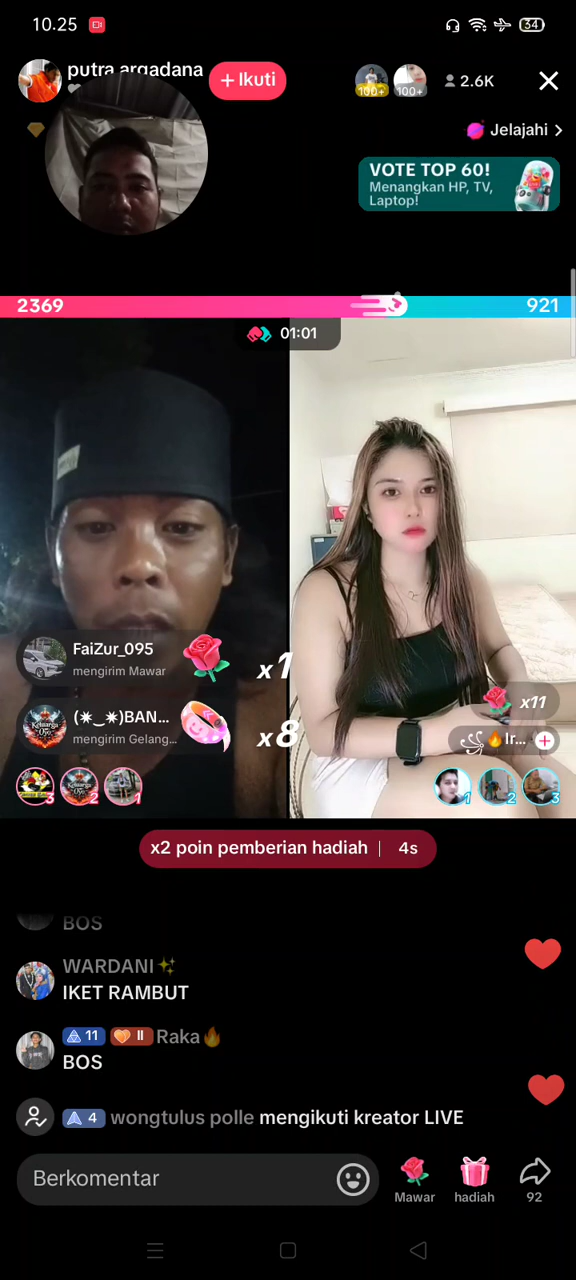 10.25
34
putra argadana
+ Ikuti
100+
100+
2.6K
Jelajahi >
VOTE TOP 60!
Menangkan HP, TV,
Laptop!
2369
921
01:01
FaiZur_095
mengirim Mawar
x1
(✷‿✷)BAN...
mengirim Gelang...
x8
x11
🔥Ir...
3
2
1
1
2
3
x2 poin pemberian hadiah | 4s
BOS
WARDANI✨
IKET RAMBUT
11 II Raka🔥
BOS
4 wongtulus polle mengikuti kreator LIVE
Berkomentar
Mawar
hadiah
92